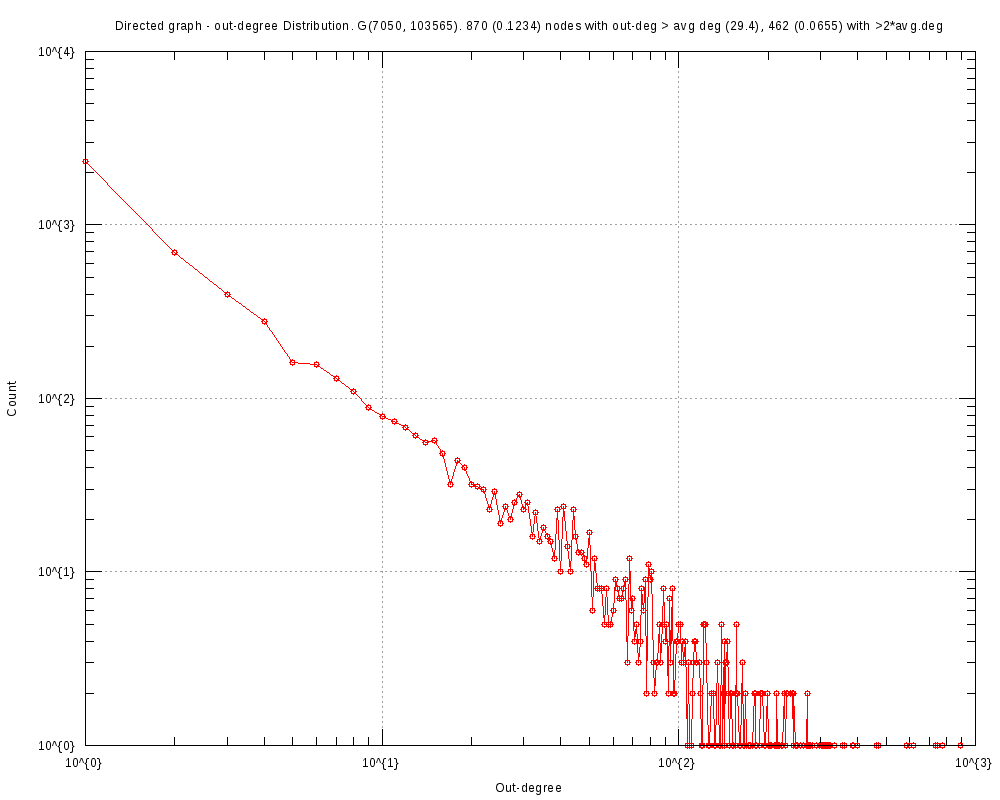 Directed graph - out-degree Distribution. G(7050, 103565). 870 (0.1234) nodes with out-deg > avg deg (29.4), 462 (0.0655) with >2*avg.deg
10^{4}
10^{3}
10^{2}
10^{1}
10^{0}
Count
10^{0} 10^{1} 10^{2} 10^{3}
Out-degree